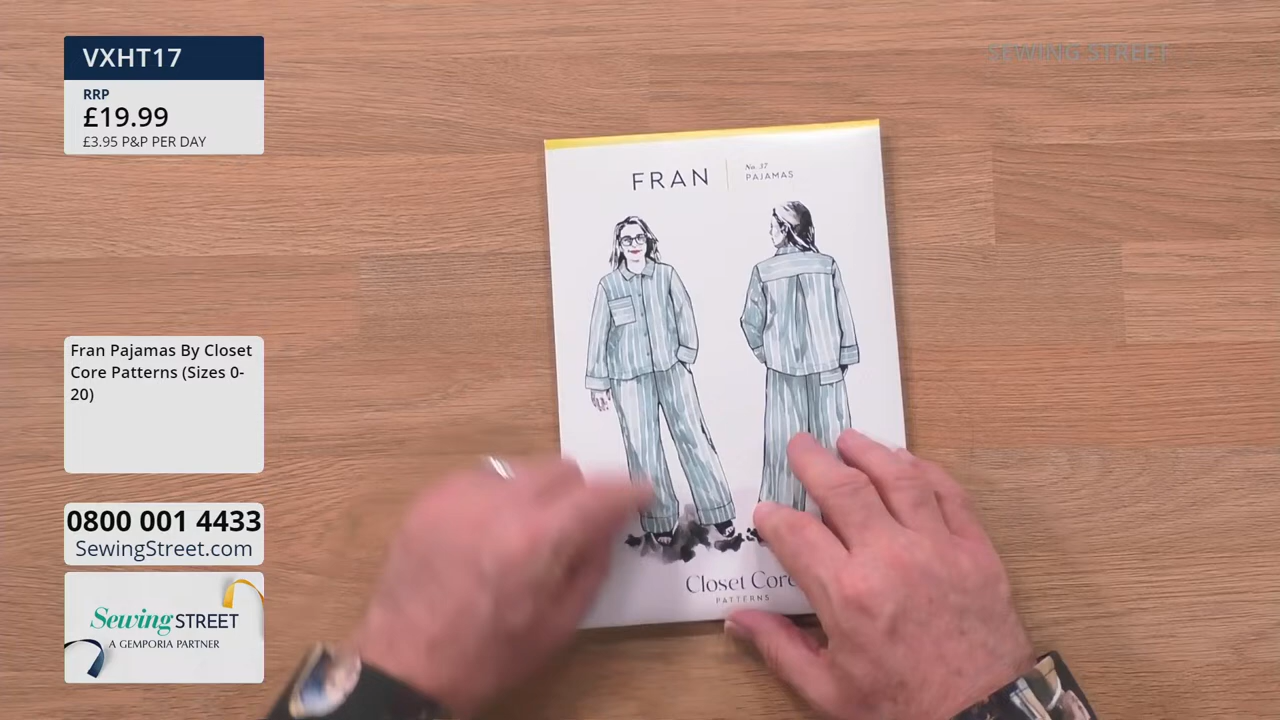 VXHT17
RRP
£19.99
£3.95 P&P PER DAY
SEWING STREET
FRAN
No. 37
PAJAMAS
Fran Pajamas By Closet
Core Patterns (Sizes 0-
20)
0800 001 4433
SewingStreet.com
Sewing STREET
A GEMPORIA PARTNER
Closet Core
PATTERNS